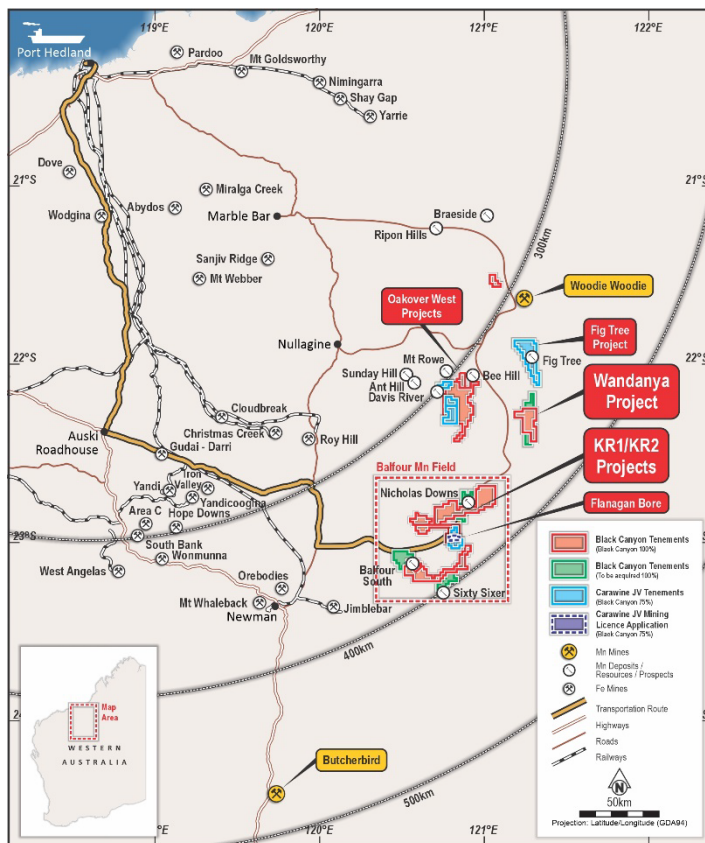 119°E
120°E
121°E
122°E
Port Hedland
Pardoo
Mt Goldsworthy
Nimingarra
Shay Gap
Yarrie
Dove
21°S
21°S
Wodgina
Abydos
Miralga Creek
Marble Bar
Braeside
Ripon Hills
Sanjiv Ridge
Mt Webber
300km
Woodie Woodie
Oakover West
Projects
Fig Tree
Project
Nullagine
22°S
22°S
Mt Rowe
Fig Tree
Sunday Hill
Ant Hill
Davis River
Bee Hill
Wandanya
Project
Cloudbreak
Christmas Creek
Roy Hill
Auski
Roadhouse
Gudai - Darri
KR1/KR2
Projects
Balfour Mn Field
Iron
Valley
Yandi
Yandicoogina
Nicholas Downs
Flanagan Bore
Hope Downs
Area C
South Bank
23°S
Wonmunna
West Angelas
Balfour
South
Sixty Sixer
Orebodies
Mt Whaleback
Newman
Jimblebar
400km
Black Canyon Tenements
(Black Canyon 100%)
Black Canyon Tenements
(To be acquired 100%)
Carawine JV Tenements
(Black Canyon 75%)
Carawine JV Mining
Licence Application
(Black Canyon 75%)
Mn Mines
Mn Deposits /
Resources / Prospects
Fe Mines
Transportation Route
Highways
Roads
Railways
N
50km
Projection: Latitude/Longitude (GDA94)
Map
Area
WESTERN
AUSTRALIA
Butcherbird
500km
120°E
121°E